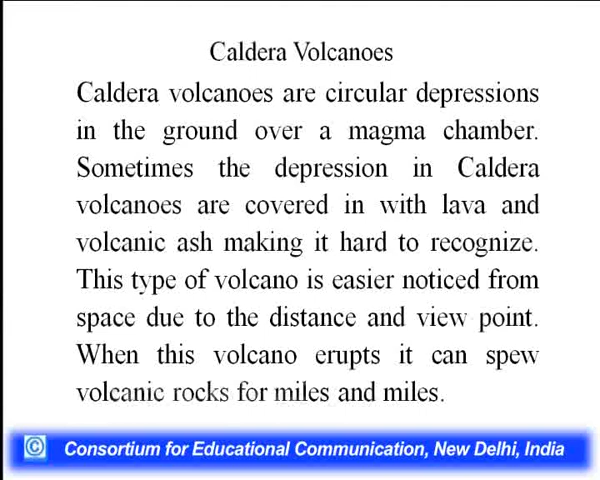 Caldera Volcanoes
Caldera volcanoes are circular depressions
in the ground over a magma chamber.
Sometimes the depression in Caldera
volcanoes are covered in with lava and
volcanic ash making it hard to recognize.
This type of volcano is easier noticed from
space due to the distance and view point.
When this volcano erupts it can spew
volcanic rocks for miles and miles.
© Consortium for Educational Communication, New Delhi, India